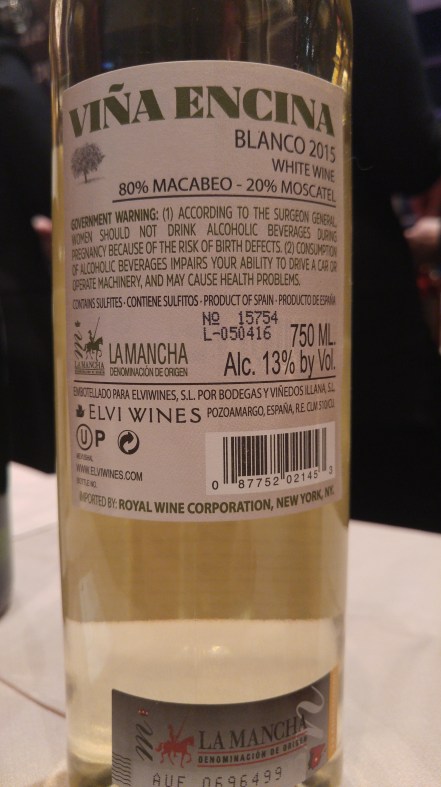 VIÑA ENCINA
BLANCO 2015
WHITE WINE
80% MACABEO - 20% MOSCATEL
GOVERNMENT WARNING: (1) ACCORDING TO THE SURGEON GENERAL,
WOMEN SHOULD NOT DRINK ALCOHOLIC BEVERAGES DURING
PREGNANCY BECAUSE OF THE RISK OF BIRTH DEFECTS. (2) CONSUMPTION
OF ALCOHOLIC BEVERAGES IMPAIRS YOUR ABILITY TO DRIVE A CAR OR
OPERATE MACHINERY, AND MAY CAUSE HEALTH PROBLEMS.
CONTAINS SULFITES - CONTIENE SULFITOS - PRODUCT OF SPAIN - PRODUCTO DE ESPAÑA
Nº 15754
L-050416
750 ML.
m
LA MANCHA
LA MANCHA
DENOMINACIÓN DE ORIGEN
Alc. 13% by Vol.
EMBOTELLADO PARA ELVIWINES, S.L. POR BODEGAS Y VIÑEDOS ILLANA, S.L.
ELVI WINES POZOAMARGO, ESPAÑA, R.E. CLM
U P
WWW.ELVIWINES.COM
BOTTLE NO.
0 87752 02145 3
IMPORTED BY: ROYAL WINE CORPORATION, NEW YORK, NY.
m
LA MANCHA
DENOMINACIÓN DE ORIGEN
m
AUF 0696499